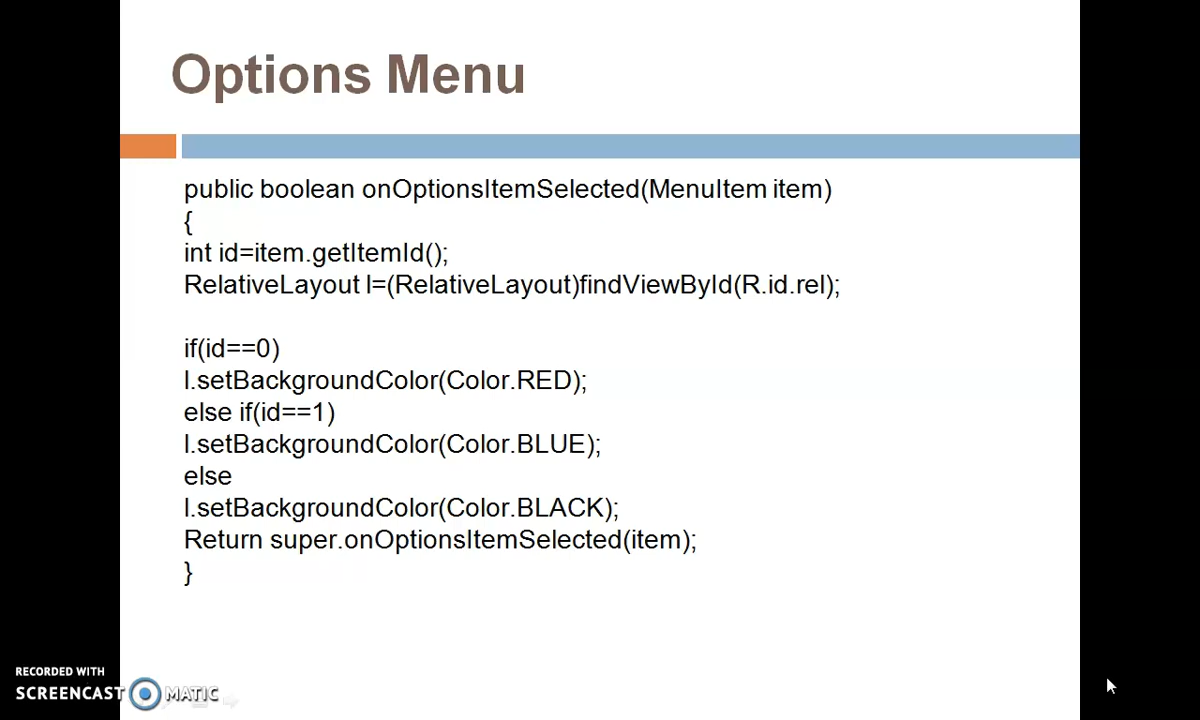 Options Menu
public boolean onOptionsItemSelected(MenuItem item)
{
int id=item.getItemId();
RelativeLayout l=(RelativeLayout)findViewById(R.id.rel);
if(id==0)
l.setBackgroundColor(Color.RED);
else if(id==1)
l.setBackgroundColor(Color.BLUE);
else
l.setBackgroundColor(Color.BLACK);
Return super.onOptionsItemSelected(item);
}
RECORDED WITH
SCREENCAST MATIC